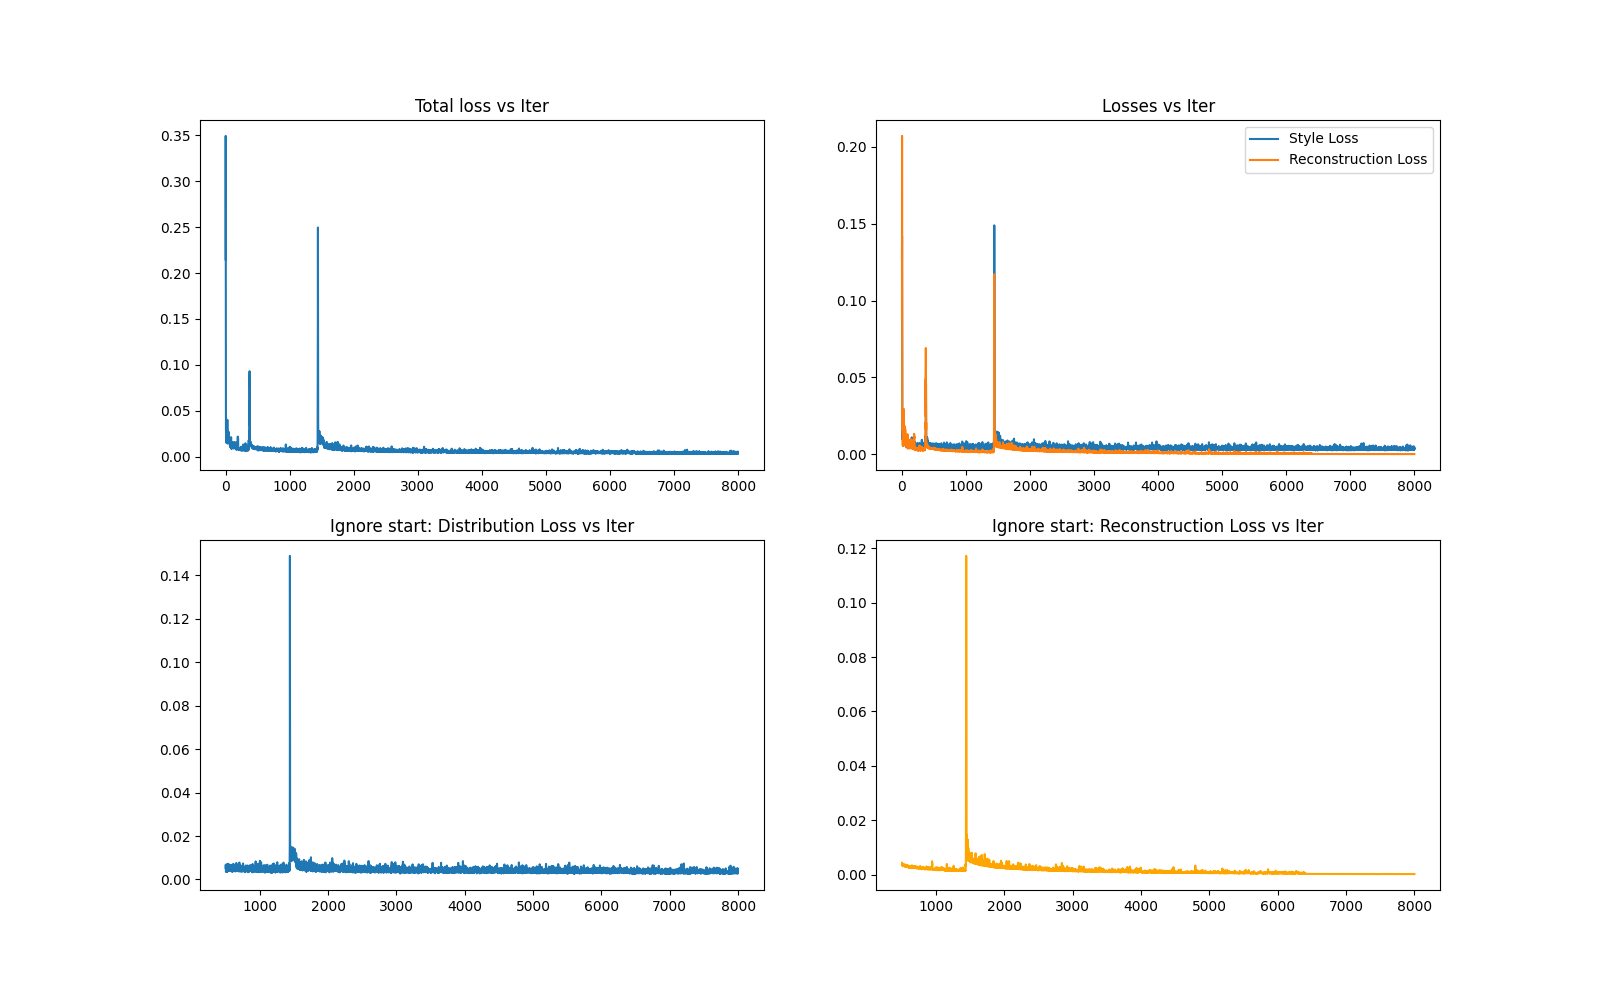 Total loss vs Iter
0.35
0.30
0.25
0.20
0.15
0.10
0.05
0.00
0 1000 2000 3000 4000 5000 6000 7000 8000
Losses vs Iter
Style Loss
Reconstruction Loss
0.20
0.15
0.10
0.05
0.00
0 1000 2000 3000 4000 5000 6000 7000 8000
Ignore start: Distribution Loss vs Iter
0.14
0.12
0.10
0.08
0.06
0.04
0.02
0.00
1000 2000 3000 4000 5000 6000 7000 8000
Ignore start: Reconstruction Loss vs Iter
0.12
0.10
0.08
0.06
0.04
0.02
0.00
1000 2000 3000 4000 5000 6000 7000 8000